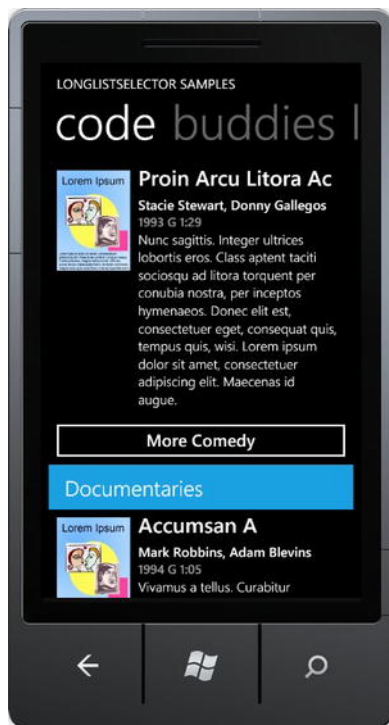 LONGLISTSELECTOR SAMPLES
code buddies l
Lorem Ipsum
Proin Arcu Litora Ac
Stacie Stewart, Donny Gallegos
1993 G 1:29
Nunc sagittis. Integer ultrices
lobortis eros. Class aptent taciti
sociosqu ad litora torquent per
conubia nostra, per inceptos
hymenaeos. Donec elit est,
consectetuer eget, consequat quis,
tempus quis, wisi. Lorem ipsum
dolor sit amet, consectetuer
adipiscing elit. Maecenas id
augue.
More Comedy
Documentaries
Lorem Ipsum
Accumsan A
Mark Robbins, Adam Blevins
1994 G 1:05
Vivamus a tellus. Curabitur